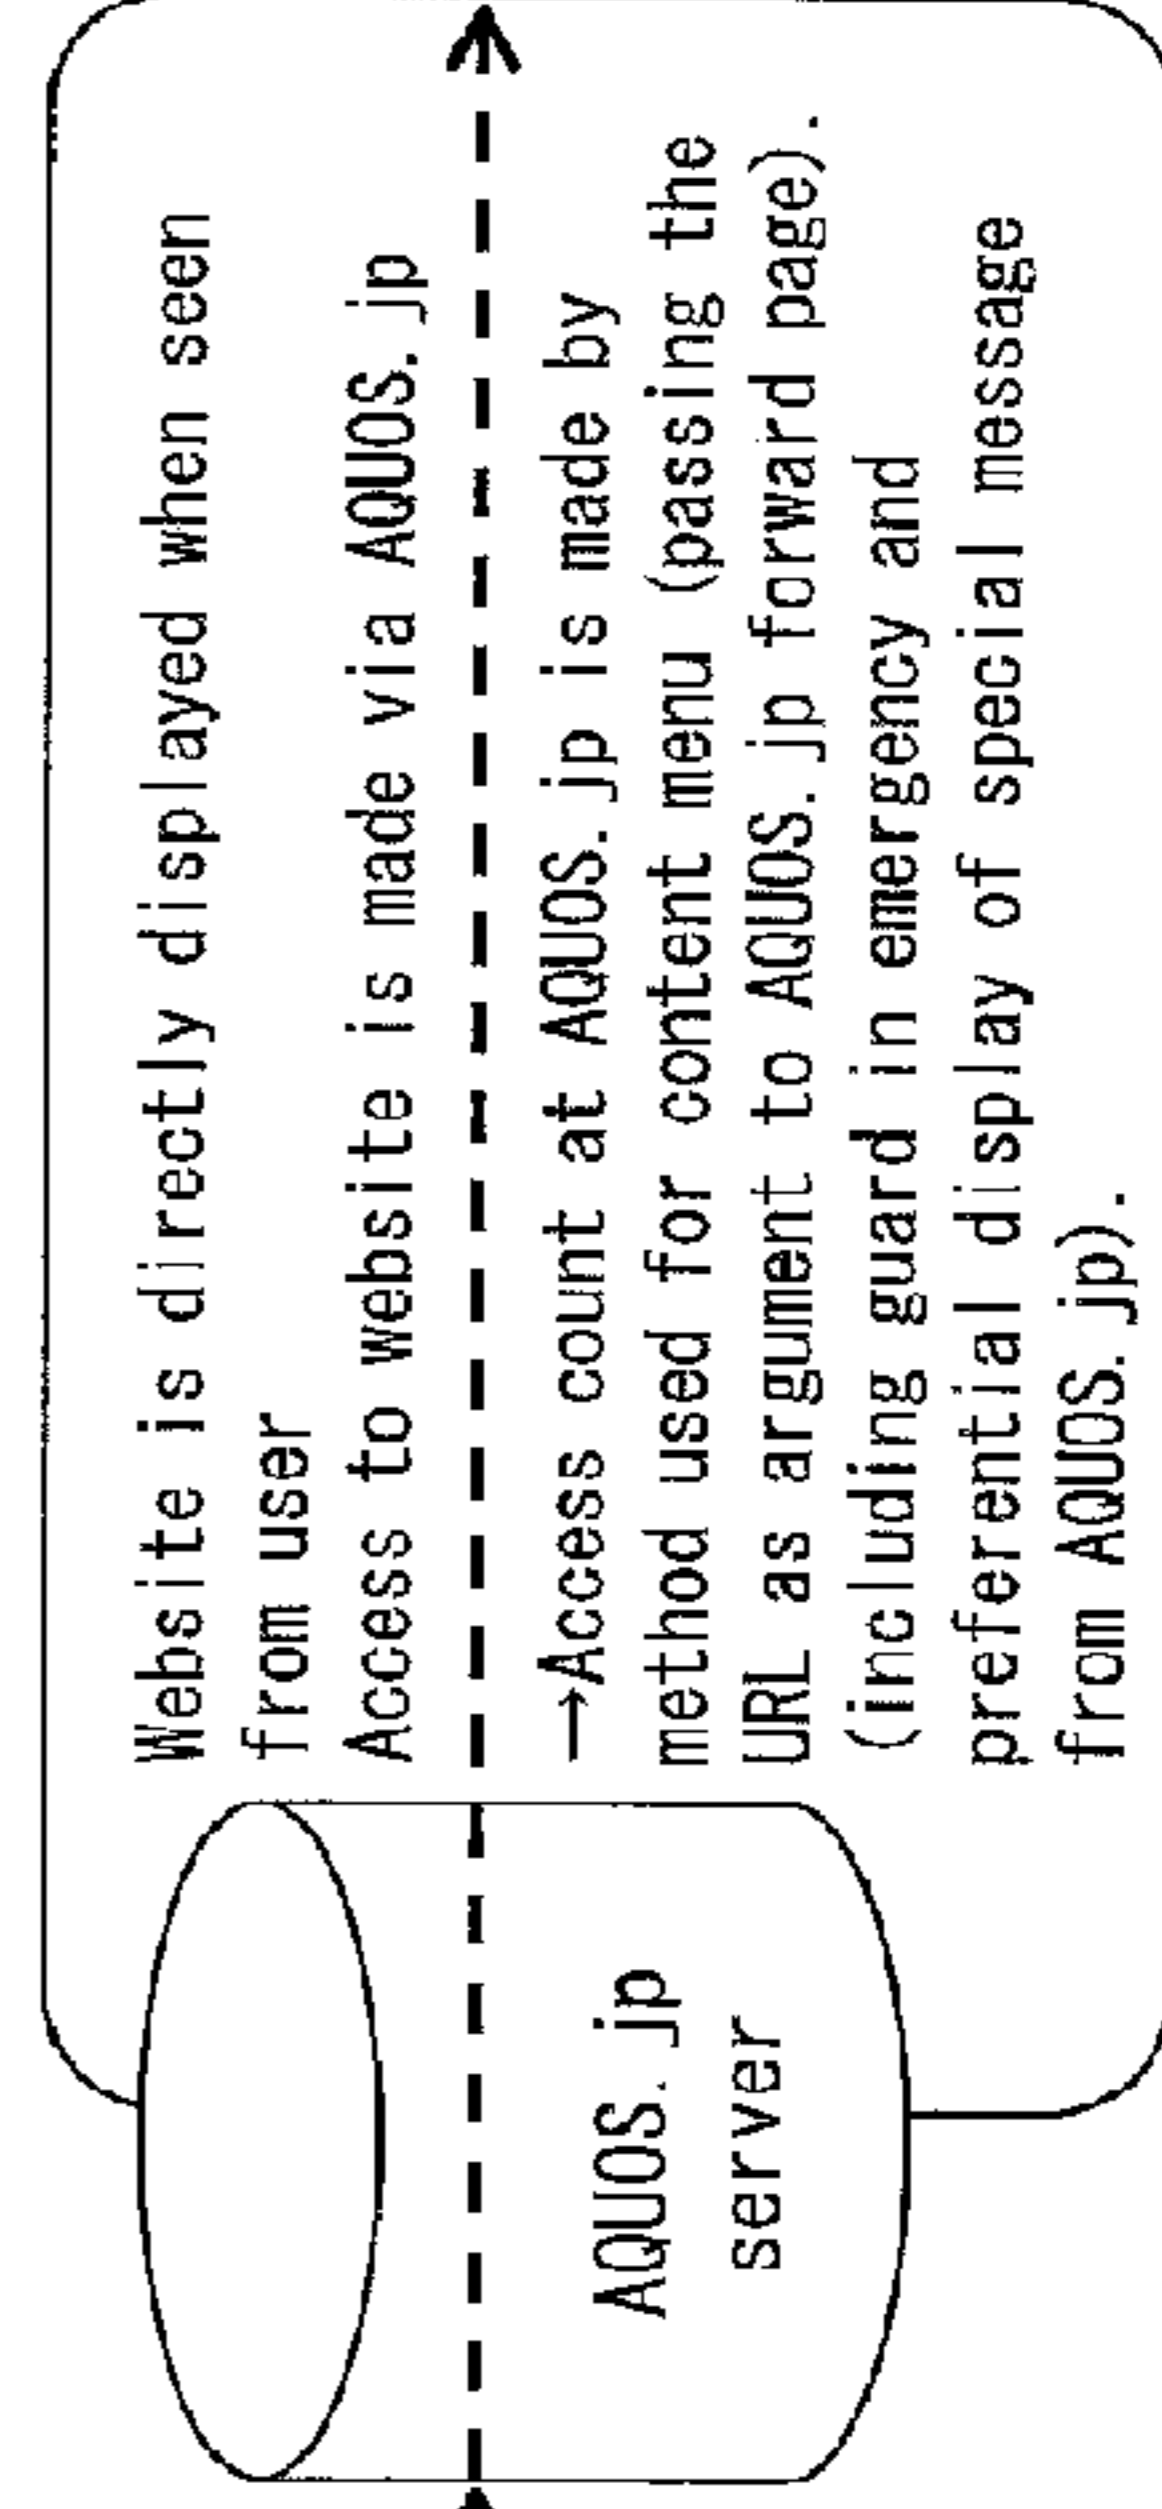 Website is directly displayed when seen
from user
Access to website is made via AQUOS.jp
→Access count at AQUOS.jp is made by
method used for content menu (passing the
URL as argument to AQUOS.jp forward page).
(including guard in emergency and
preferential display of special message
from AQUOS.jp).
AQUOS.jp
server